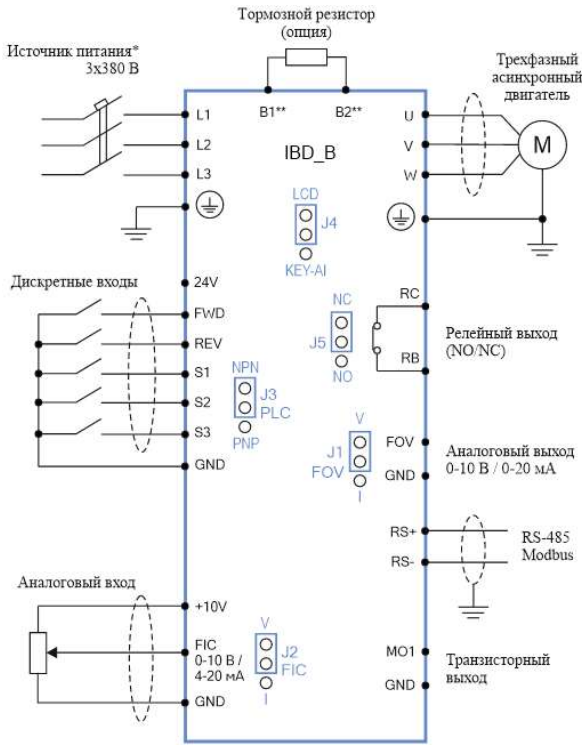 Тормозной резистор
(опция)
Источник питания*
3x380 В
Трехфазный
асинхронный
двигатель
B1**
B2**
L1
L2
L3
IBD_B
U
V
W
M
LCD
J4
KEY-AI
Дискретные входы
24V
FWD
REV
S1
S2
S3
GND
NPN
J3
PLC
PNP
NC
J5
NO
RC
RB
Релейный выход
(NO/NC)
V
J1
FOV
I
FOV
GND
Аналоговый выход
0-10 В / 0-20 мА
RS+
RS-
RS-485
Modbus
Аналоговый вход
+10V
FIC
0-10 В /
4-20 мА
GND
V
J2
FIC
I
MO1
GND
Транзисторный
выход